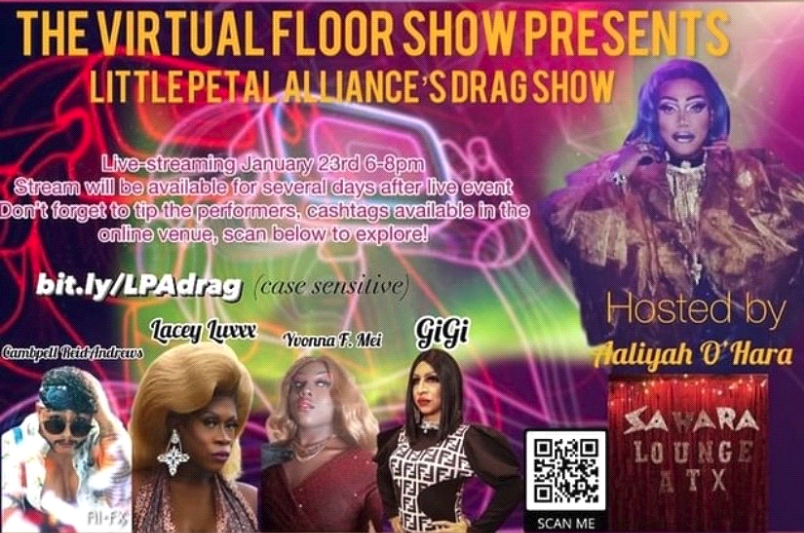 THE VIRTUAL FLOOR SHOW PRESENTS
LITTLE PETAL ALLIANCE'S DRAG SHOW
Live-streaming January 23rd 6-8pm
Stream will be available for several days after live event
Don't forget to tip the performers, cashtags available in the
online venue, scan below to explore!
bit.ly/LPAdrag (case sensitive)
Hosted by
Aaliyah O'Hara
Cambpell Reid Andrews
Lacey Luxxx
Yvonna F. Mei
GiGi
SAHARA
LOUNGE
ATX
SCAN ME